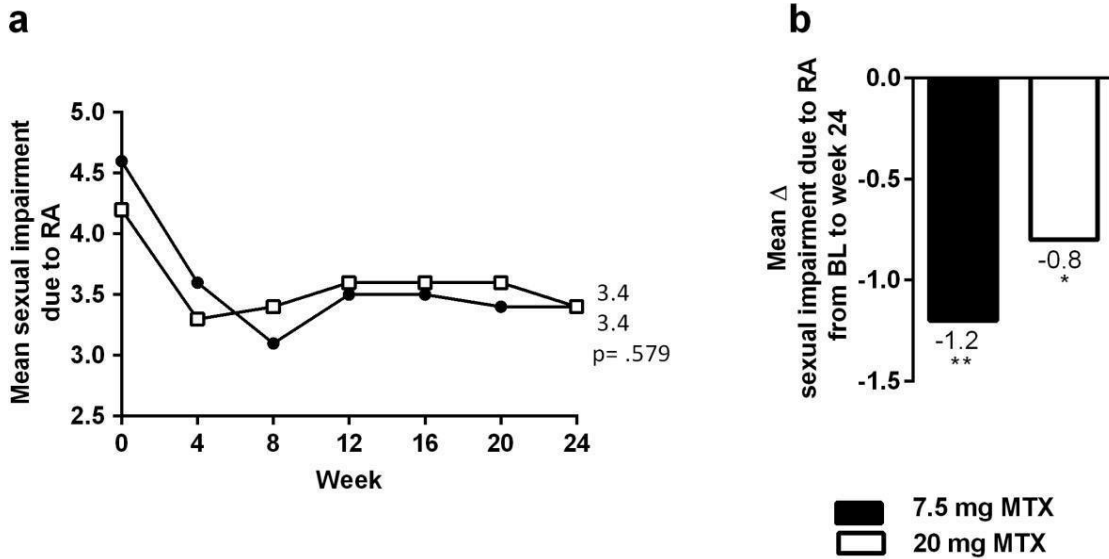 a
Mean sexual impairment
due to RA
5.0
4.5
4.0
3.5
3.0
2.5
0 4 8 12 16 20 24
Week
3.4
3.4
p= .579
b
Mean Δ
sexual impairment due to RA
from BL to week 24
0.0
-0.5
-1.0
-1.5
-1.2
**
-0.8
*
7.5 mg MTX
20 mg MTX